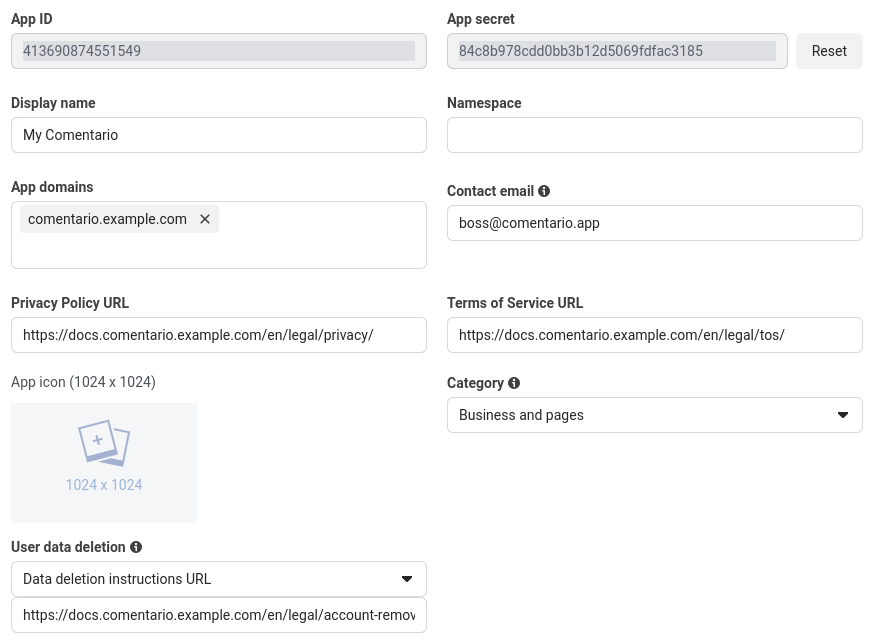 App ID
App secret
413690874551549
84c8b978cdd0bb3b12d5069fdfac3185
Reset
Display name
Namespace
My Comentario
App domains
Contact email
comentario.example.com
boss@comentario.app
Privacy Policy URL
Terms of Service URL
https://docs.comentario.example.com/en/legal/privacy/
https://docs.comentario.example.com/en/legal/tos/
App icon (1024 x 1024)
Category
Business and pages
1024 x 1024
User data deletion
Data deletion instructions URL
https://docs.comentario.example.com/en/legal/account-remov